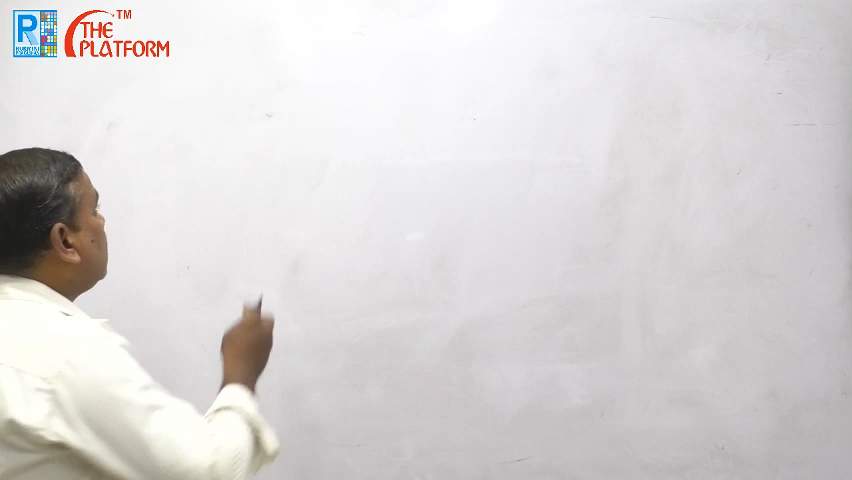 R
THE ™
PLATFORM